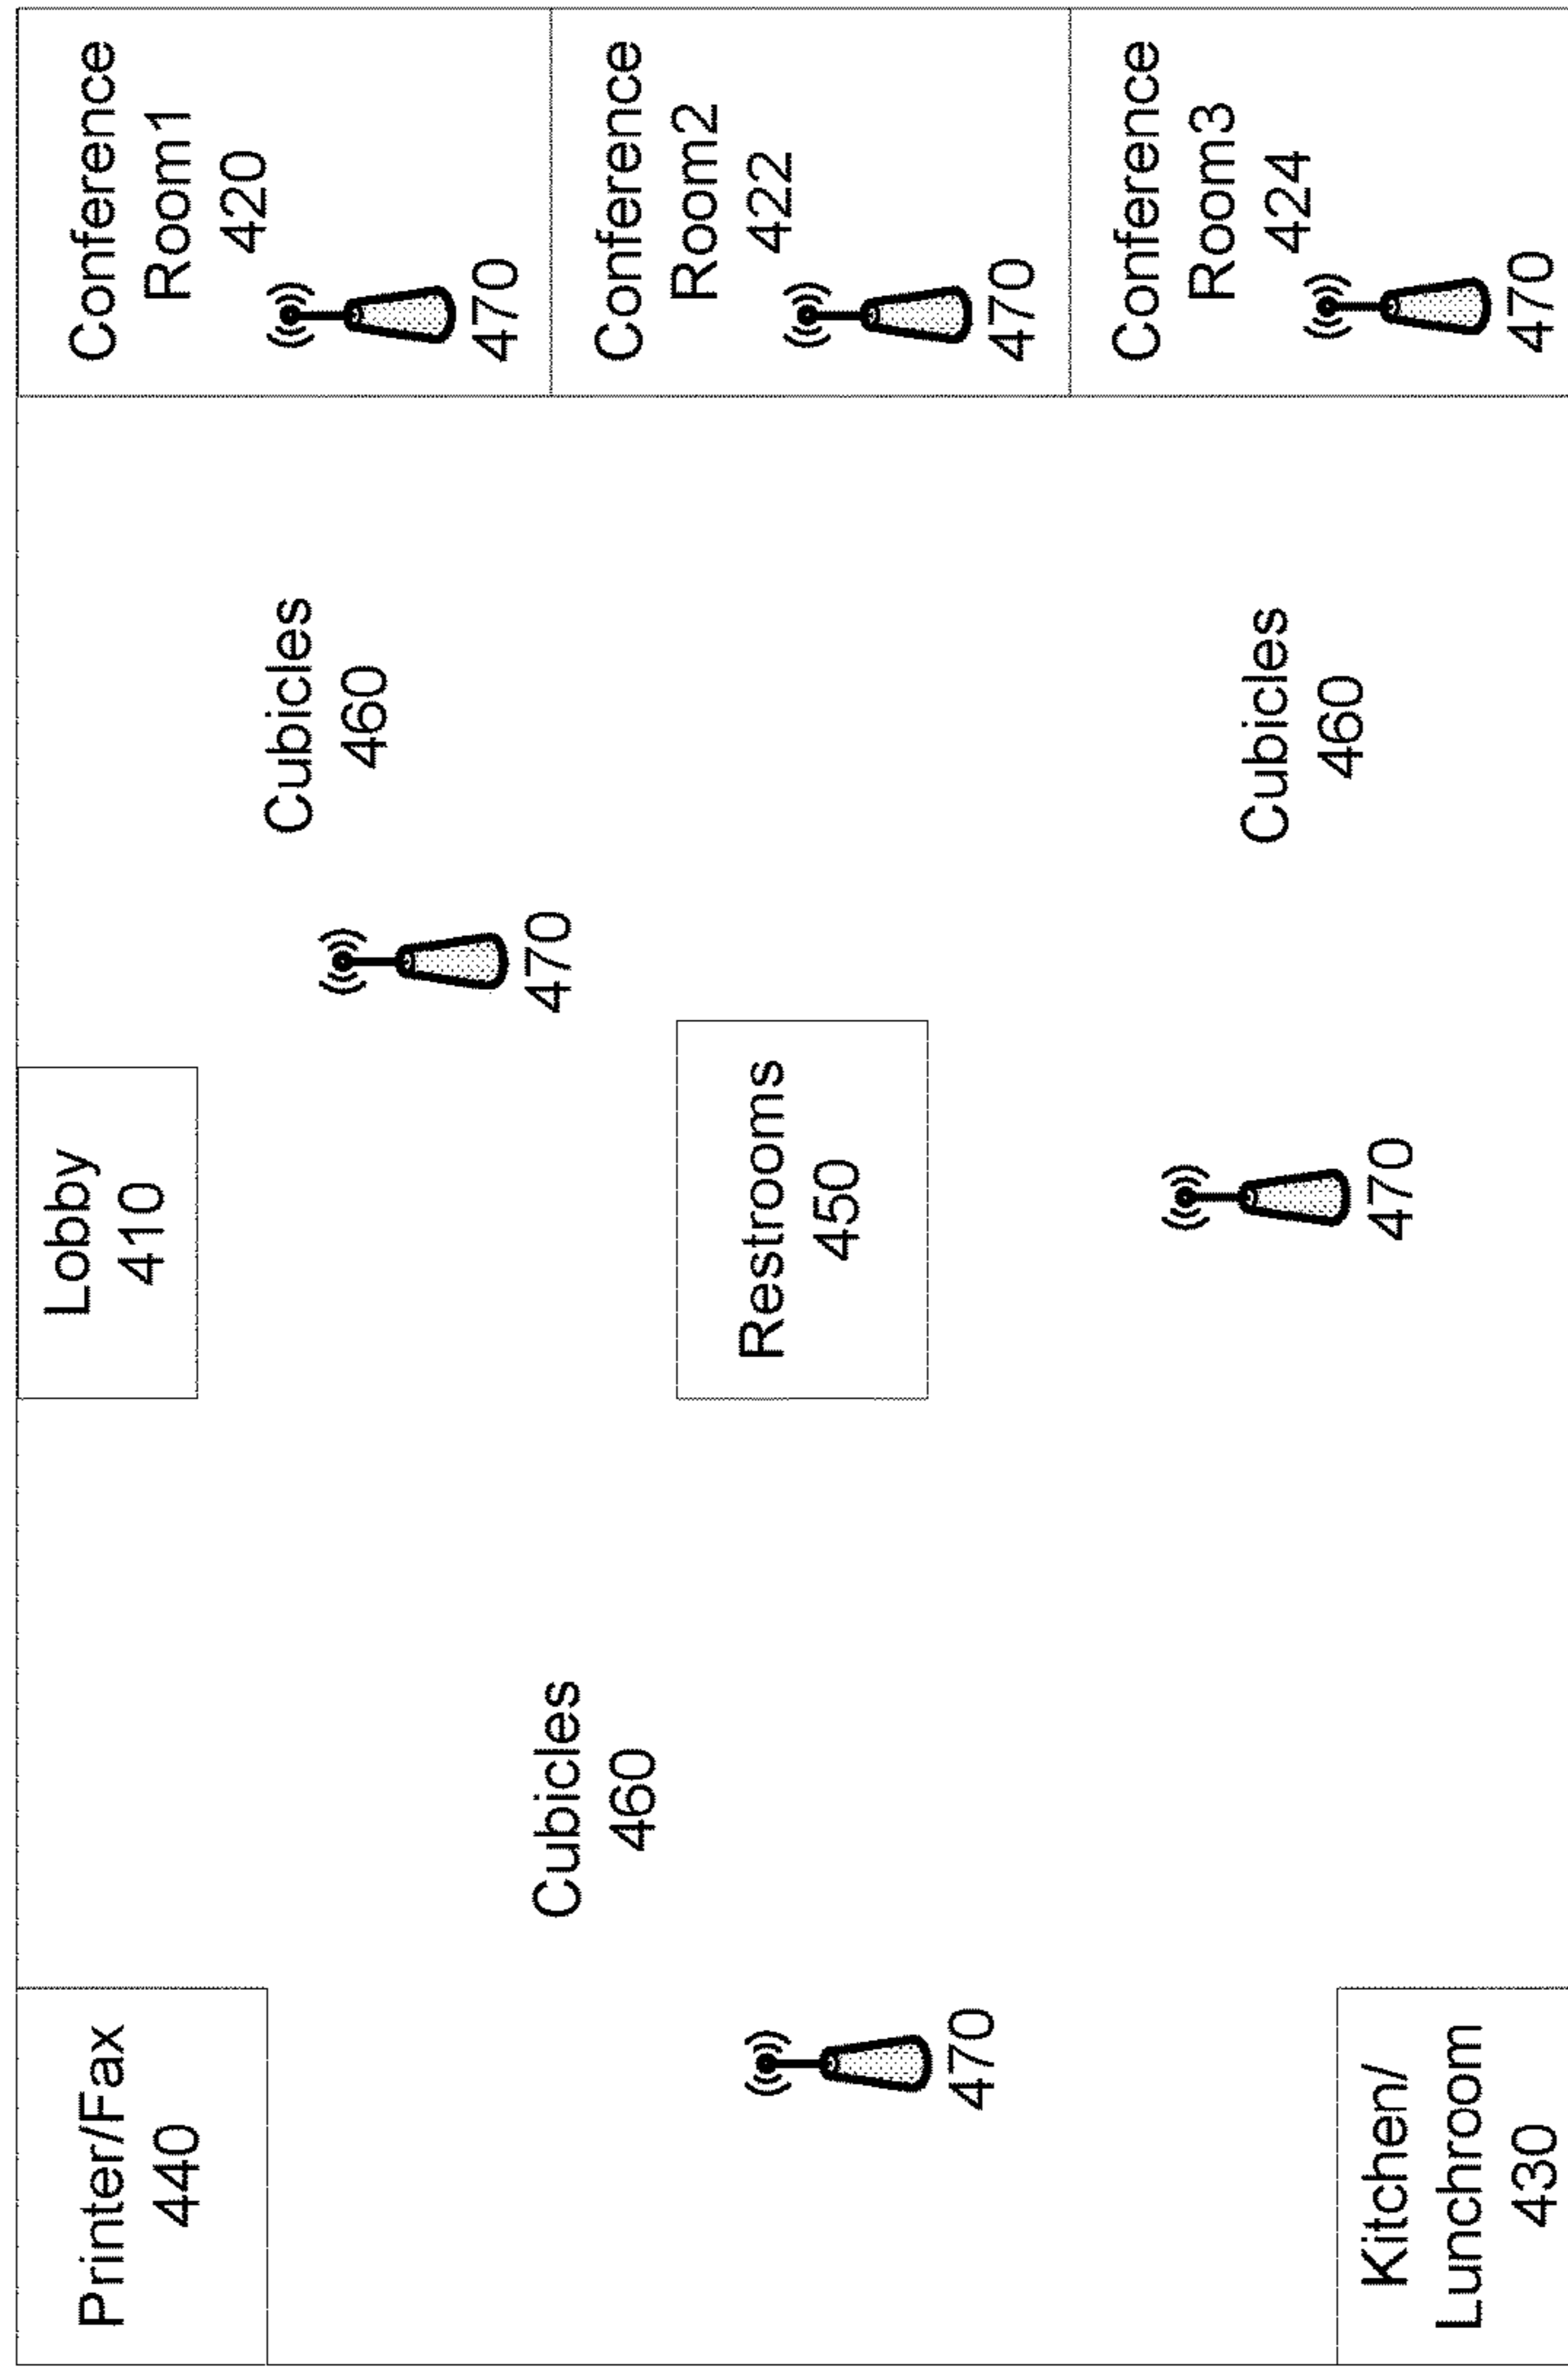 Printer/Fax
440
Lobby
410
Conference
Room1
420
470
Cubicles
460
470
Cubicles
460
Restrooms
450
Conference
Room2
422
470
470
Cubicles
460
470
Conference
Room3
424
470
Kitchen/
Lunchroom
430